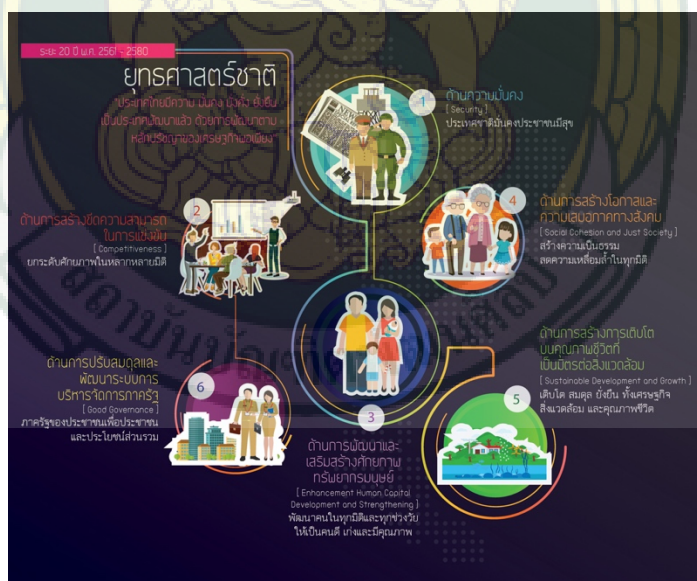 ระยะ 20 ปี พ.ศ. 2561 - 2580
ยุทธศาสตร์ชาติ
"ประเทศไทยมีความ มั่นคง มั่งคั่ง ยั่งยืน
เป็นประเทศพัฒนาแล้ว ด้วยการพัฒนาตาม
หลักปรัชญาของเศรษฐกิจพอเพียง"
1
ด้านความมั่นคง
[ Security ]
ประเทศชาติมั่นคงประชาชนมีสุข
2
ด้านการสร้างขีดความสามารถ
ในการแข่งขัน
[ Competitiveness ]
ยกระดับศักยภาพในหลากหลายมิติ
3
ด้านการพัฒนาและ
เสริมสร้างศักยภาพ
ทรัพยากรมนุษย์
[ Enhancement Human Capital
Development and Strengthening ]
พัฒนาคนในทุกมิติและทุกช่วงวัย
ให้เป็นคนดี เก่งและมีคุณภาพ
4
ด้านการสร้างโอกาสและ
ความเสมอภาคทางสังคม
[ Social Cohesion and Just Society ]
สร้างความเป็นธรรม
ลดความเหลื่อมล้ำในทุกมิติ
5
ด้านการสร้างการเติบโต
บนคุณภาพชีวิตที่
เป็นมิตรต่อสิ่งแวดล้อม
[ Sustainable Development and Growth ]
เติบโต สมดุล ยั่งยืน ทั้งเศรษฐกิจ
สิ่งแวดล้อม และคุณภาพชีวิต
6
ด้านการปรับสมดุลและ
พัฒนาระบบการ
บริหารจัดการภาครัฐ
[ Good Governance ]
ภาครัฐของประชาชนเพื่อประชาชน
และประโยชน์ส่วนรวม